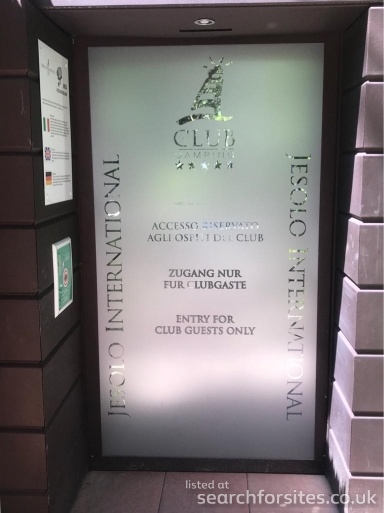 CLUB
CAMPING
JESOLO INTERNATIONAL
JESOLO INTERNATIONAL
ACCESSO RISERVATO
AGLI OSPITI DEL CLUB
ZUGANG NUR
FUR CLUBGASTE
ENTRY FOR
CLUB GUESTS ONLY
listed at
searchforsites.co.uk